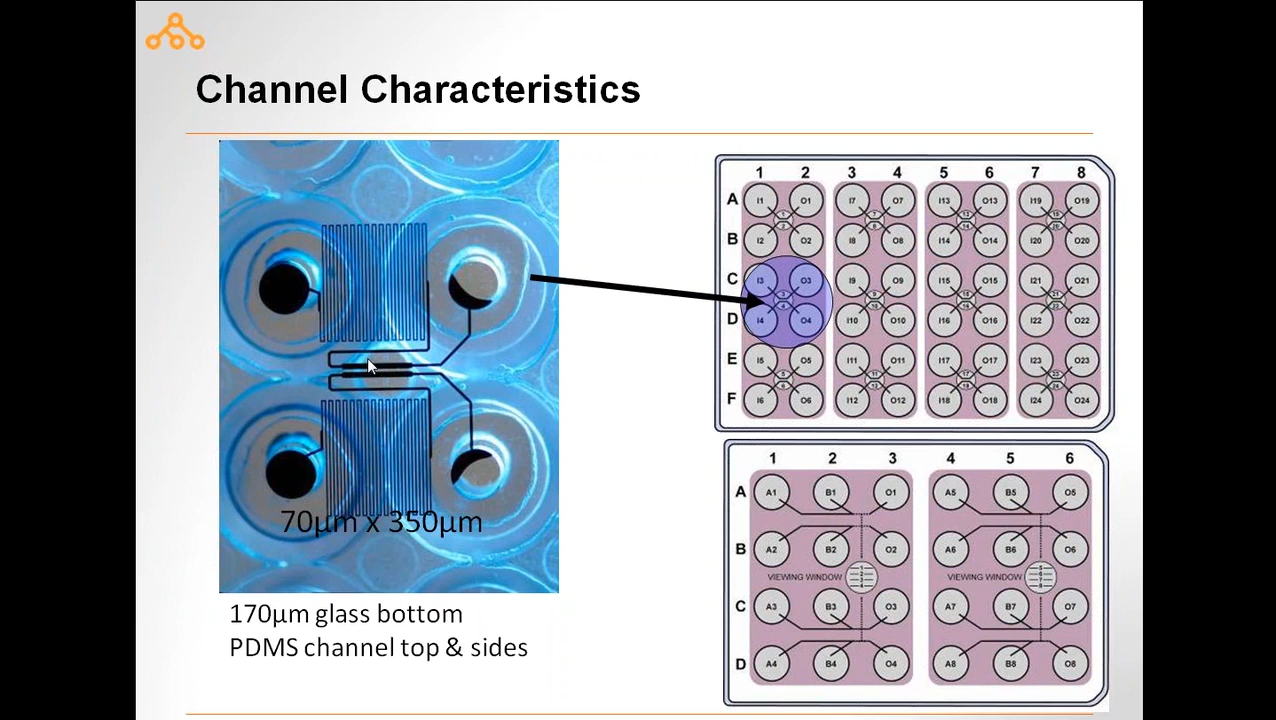 Channel Characteristics
70µm x 350µm
170µm glass bottom
PDMS channel top & sides
1 2 3 4 5 6 7 8
A I1 O1 I7 O7 I13 O13 I19 O19
B I2 O2 I8 O8 I14 O14 I20 O20
C I3 O3 I9 O9 I15 O15 I21 O21
D I4 O4 I10 O10 I16 O16 I22 O22
E I5 O5 I11 O11 I17 O17 I23 O23
F I6 O6 I12 O12 I18 O18 I24 O24
1 2 3 4 5 6
A A1 B1 O1 A5 B5 O5
B A2 B2 O2 A6 B6 O6
VIEWING WINDOW VIEWING WINDOW
C A3 B3 O3 A7 B7 O7
D A4 B4 O4 A8 B8 O8